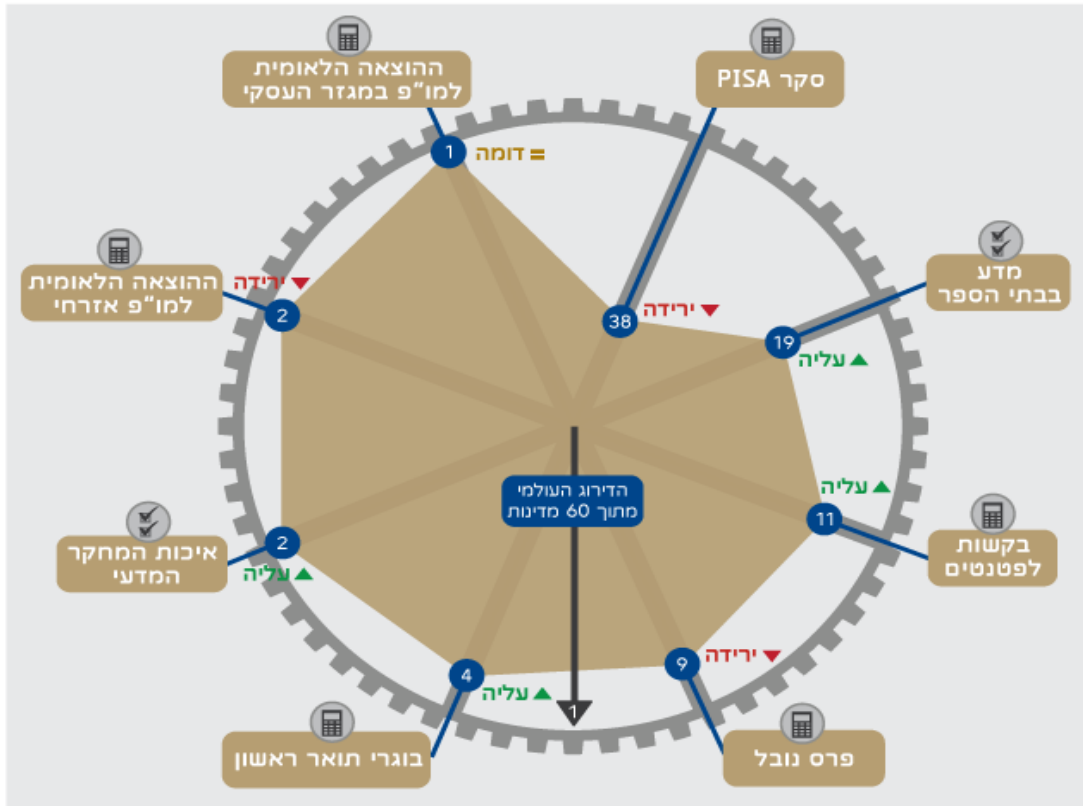 ההוצאה הלאומית
למו"פ במגזר העסקי
סקר PISA
1
= דומה
מדע
בבתי הספר
ההוצאה הלאומית
למו"פ אזרחי
▼ ירידה
2
38
▼ ירידה
19
▲ עליה
הדירוג העולמי
מתוך 60 מדינות
▲ עליה
11
בקשות
לפטנטים
איכות המחקר
המדעי
2
▲ עליה
9
▼ ירידה
4
▲ עליה
1
בוגרי תואר ראשון
פרס נובל